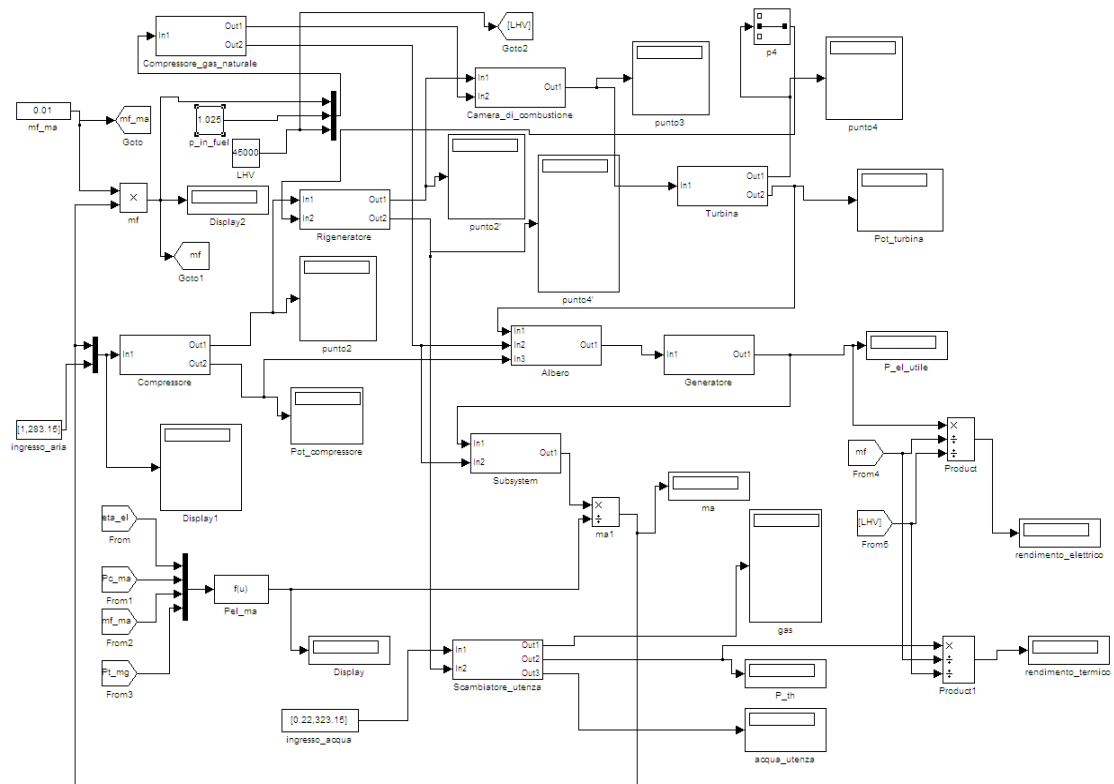 Out1
In1
Out2
Compressore_gas_naturale
[LHV]
Goto2
p4
0.01
mf_ma
mf_ma
Goto
1.025
p_in_fuel
45000
LHV
In1
In2
Out1
Camera_di_combustione
punto3
punto4
×
mf
Display2
mf
Goto1
In1
In2
Out1
Out2
Rigeneratore
punto2'
punto4'
In1
Out1
Out2
Turbina
Pot_turbina
In1
Out1
Out2
Compressore
punto2
In1
In2
In3
Out1
Albero
In1
Out1
Generatore
P_el_utile
[1,283.15]
ingresso_aria
Pot_compressore
Display1
In1
In2
Out1
Subsystem
×
÷
ma1
ma
mf
From4
×
÷
÷
Product
[LHV]
From5
rendimento_elettrico
eta_el
From
Pc_ma
From1
mf_ma
From2
Pt_mg
From3
f(u)
Pel_ma
Display
gas
In1
In2
Out1
Out2
Out3
Scambiatore_utenza
P_th
×
÷
÷
Product1
rendimento_termico
[0.22,323.15]
ingresso_acqua
acqua_utenza